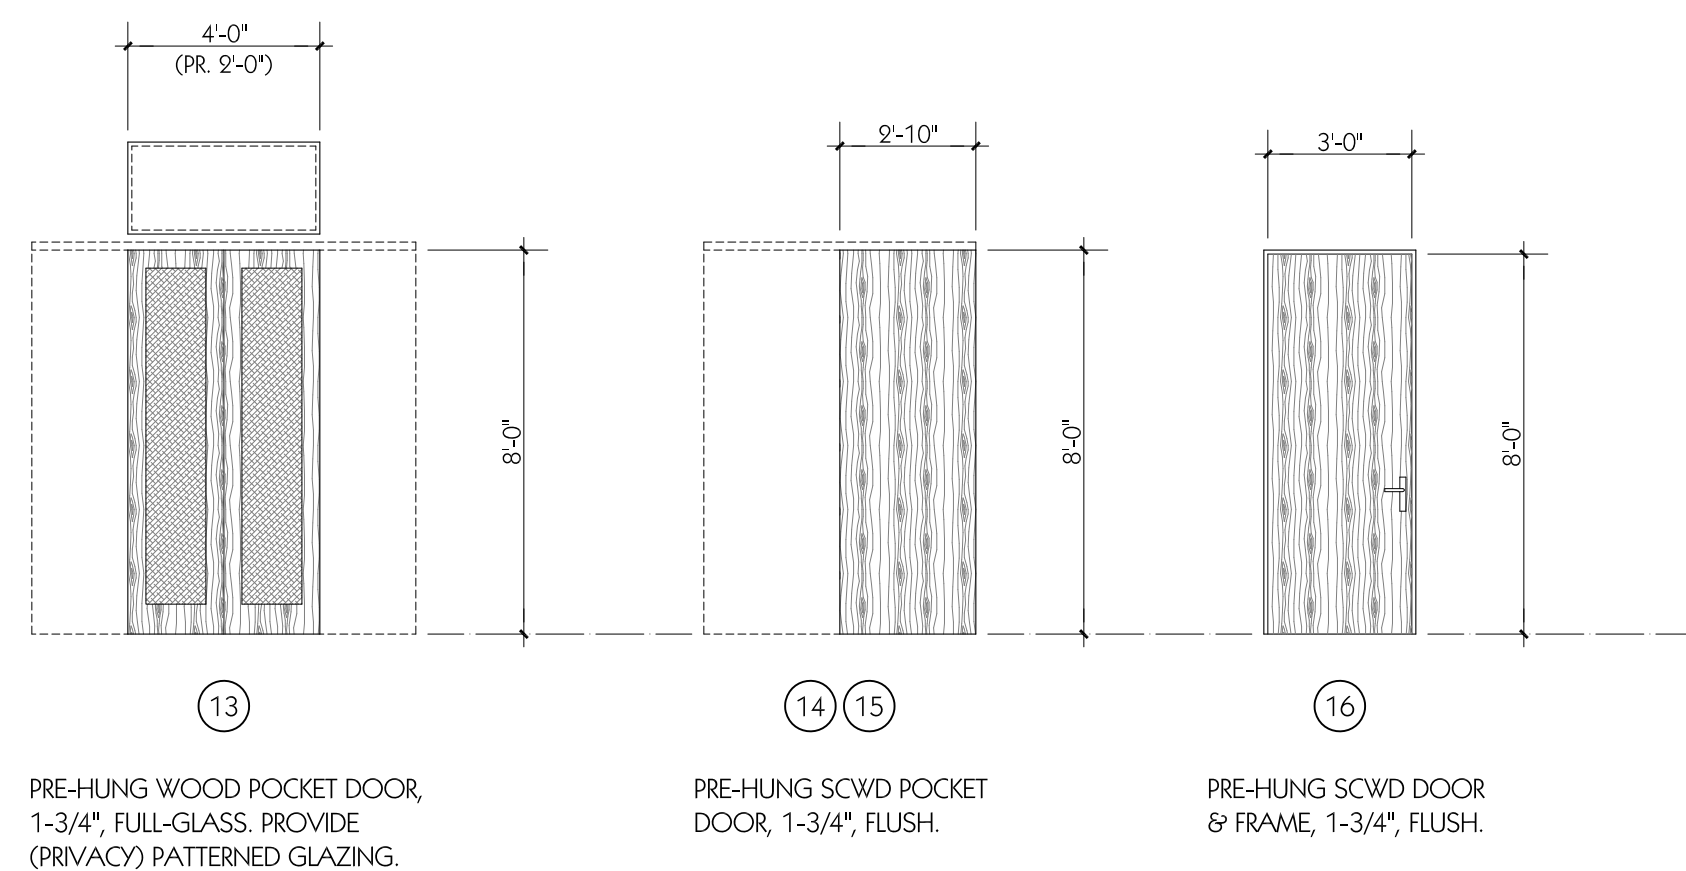 4'-0"
(PR. 2'-0")
8'-0"
13
PRE-HUNG WOOD POCKET DOOR,
1-3/4", FULL-GLASS. PROVIDE
(PRIVACY) PATTERNED GLAZING.
2'-10"
8'-0"
14 15
PRE-HUNG SCWD POCKET
DOOR, 1-3/4", FLUSH.
3'-0"
8'-0"
16
PRE-HUNG SCWD DOOR
& FRAME, 1-3/4", FLUSH.